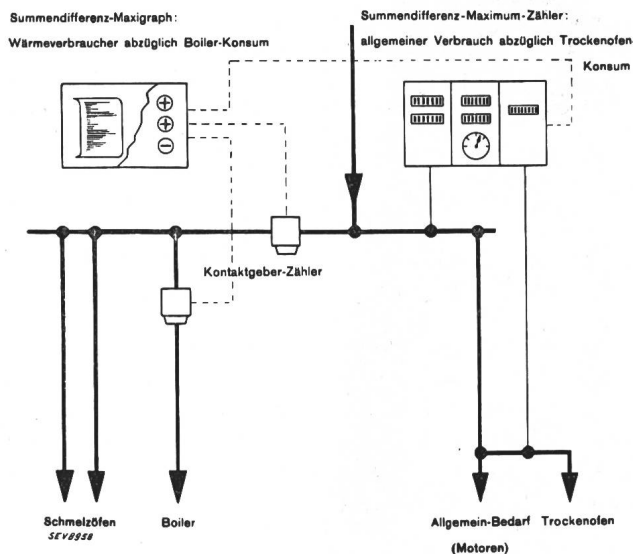 Summendifferenz-Maxigraph:
Wärmeverbraucher abzüglich Boiler-Konsum
Summendifferenz-Maximum-Zähler:
allgemeiner Verbrauch abzüglich Trockenofen-
Konsum
Kontaktgeber-Zähler
Schmelzöfen
SEV8958
Boiler
Allgemein-Bedarf
(Motoren)
Trockenofen